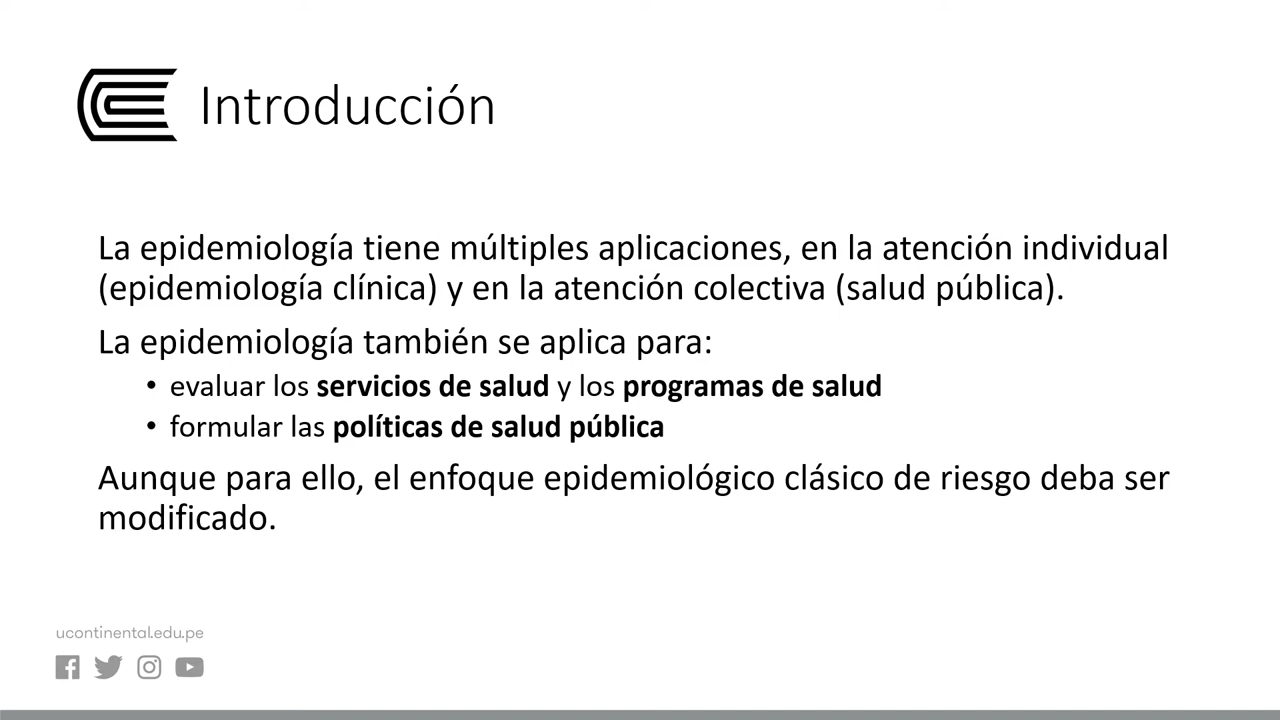 Introducción
La epidemiología tiene múltiples aplicaciones, en la atención individual
(epidemiología clínica) y en la atención colectiva (salud pública).
La epidemiología también se aplica para:
• evaluar los servicios de salud y los programas de salud
• formular las políticas de salud pública
Aunque para ello, el enfoque epidemiológico clásico de riesgo deba ser
modificado.
ucontinental.edu.pe